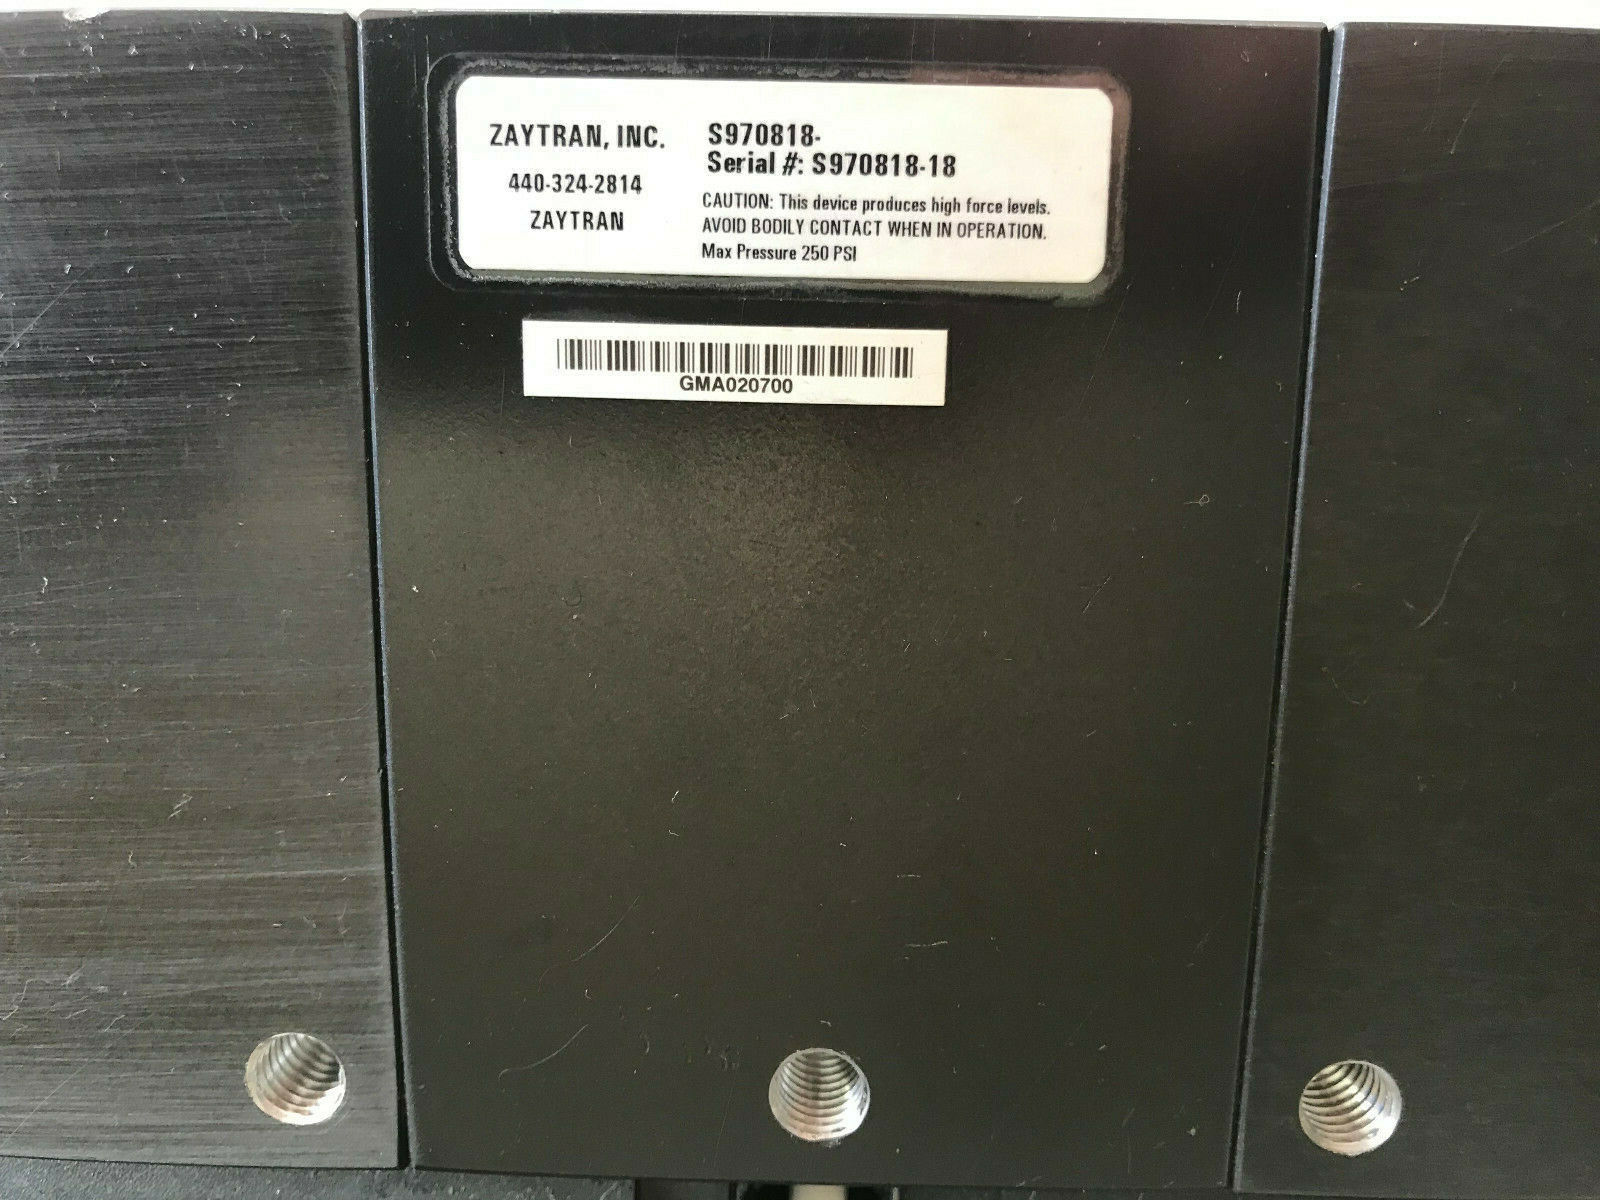 ZAYTRAN, INC.
440-324-2814
ZAYTRAN
S970818-
Serial #: S970818-18
CAUTION: This device produces high force levels.
AVOID BODILY CONTACT WHEN IN OPERATION.
Max Pressure 250 PSI
GMA020700